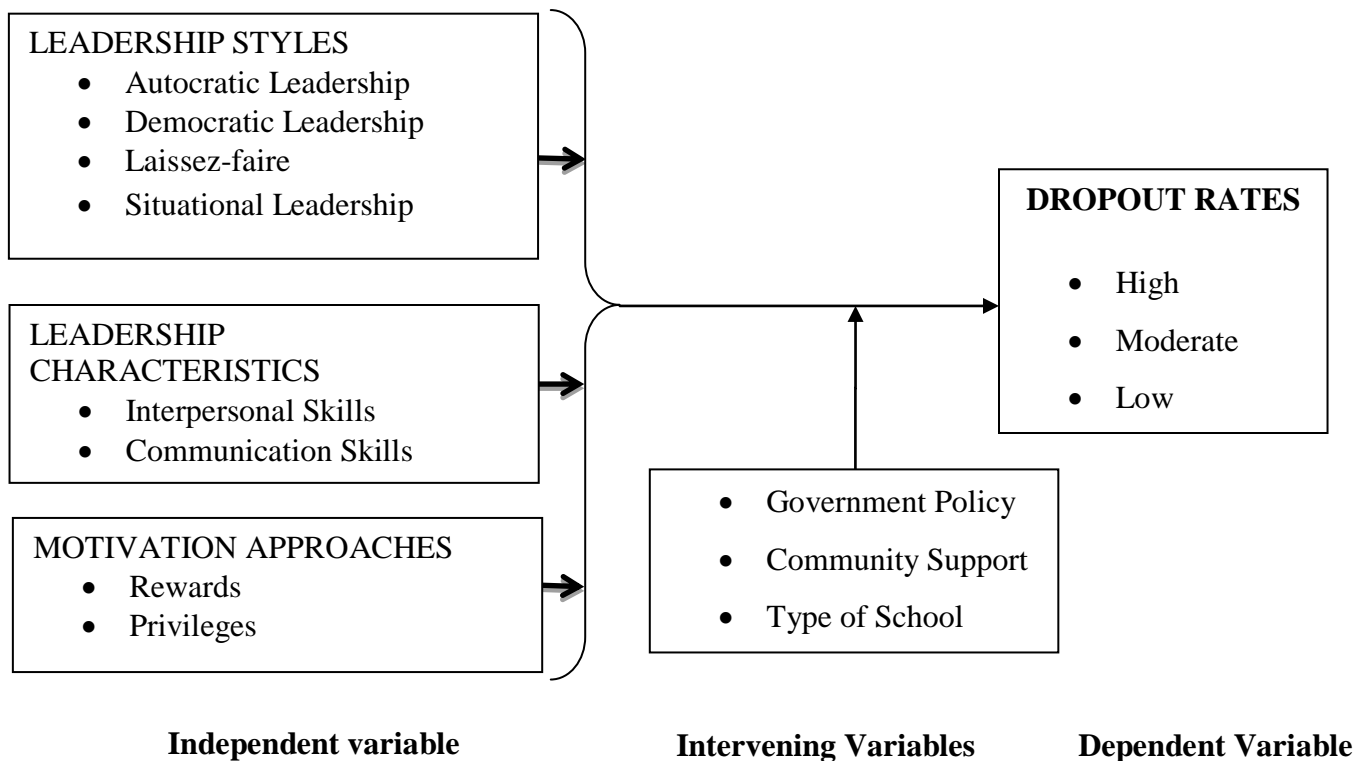 LEADERSHIP STYLES
• Autocratic Leadership
• Democratic Leadership
• Laissez-faire
• Situational Leadership
LEADERSHIP
CHARACTERISTICS
• Interpersonal Skills
• Communication Skills
MOTIVATION APPROACHES
• Rewards
• Privileges
• Government Policy
• Community Support
• Type of School
DROPOUT RATES
• High
• Moderate
• Low
Independent variable
Intervening Variables
Dependent Variable